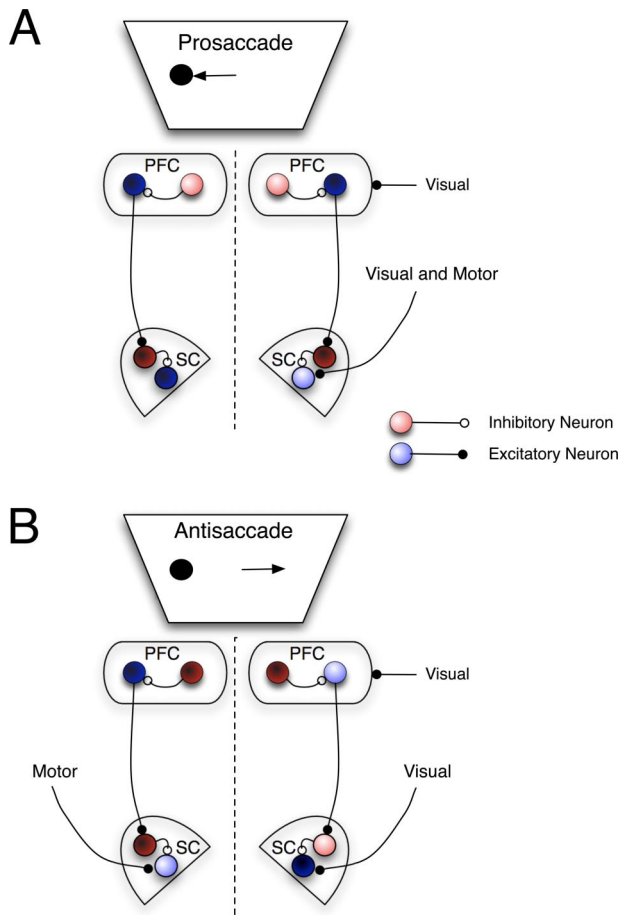 A
Prosaccade
PFC PFC
Visual
Visual and Motor
SC SC
Inhibitory Neuron
Excitatory Neuron
B
Antisaccade
PFC PFC
Visual
Motor Visual
SC SC